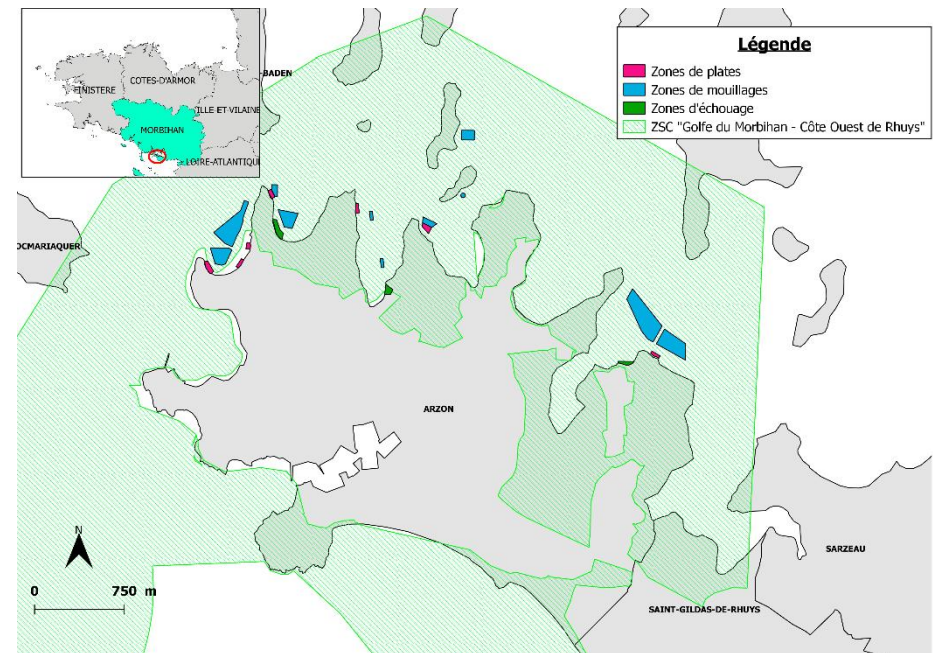 COTES-D'ARMOR
FINISTERE
ILLE-ET-VILAINE
MORBIHAN
LOIRE-ATLANTIQUE
-BADEN
Légende
Zones de plates
Zones de mouillages
Zones d'échouage
ZSC "Golfe du Morbihan - Côte Ouest de Rhuys"
OCMARIAQUER
ARZON
SARZEAU
SAINT-GILDAS-DE-RHUYS
N
0 750 m